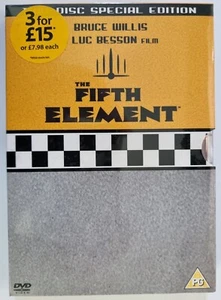 DISC SPECIAL EDITION
3 for
£15*
or £7.98 each
BRUCE WILLIS
LUC BESSON FILM
THE
FIFTH
ELEMENT
DVD
PG